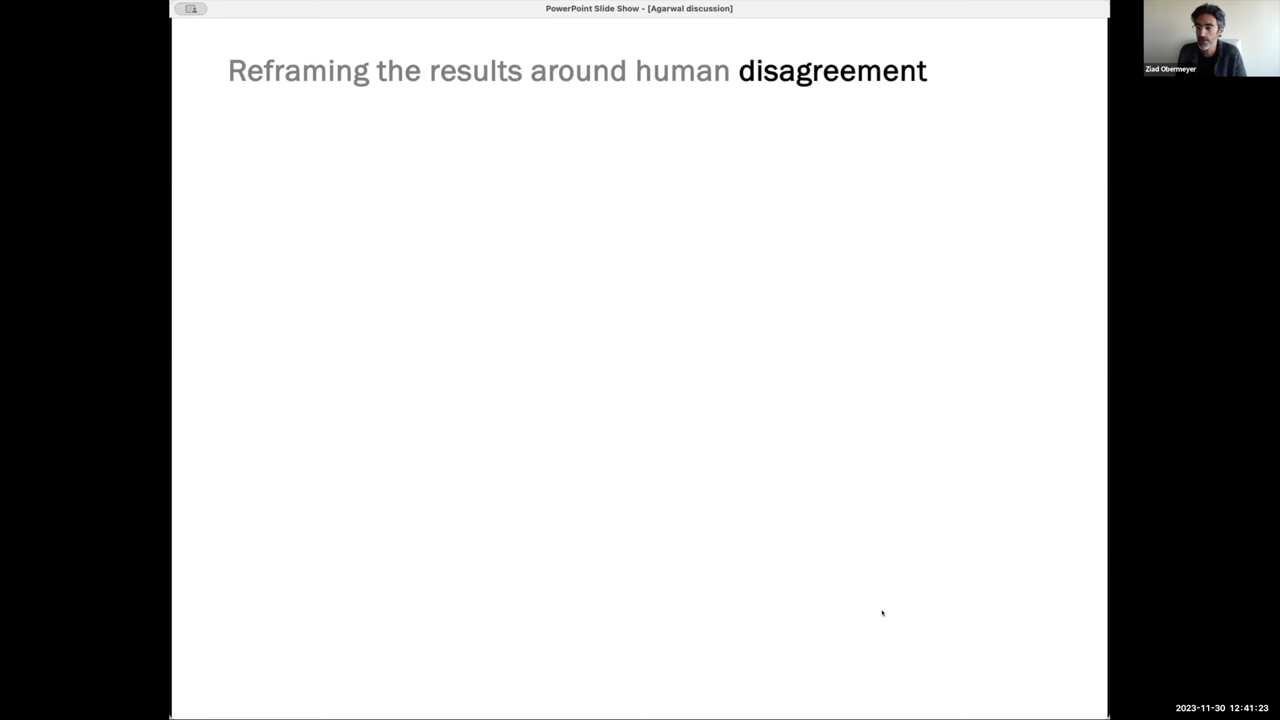 PowerPoint Slide Show - [Agarwal discussion]
Reframing the results around human disagreement
Ziad Obermeyer
2023-11-30 12:41:23